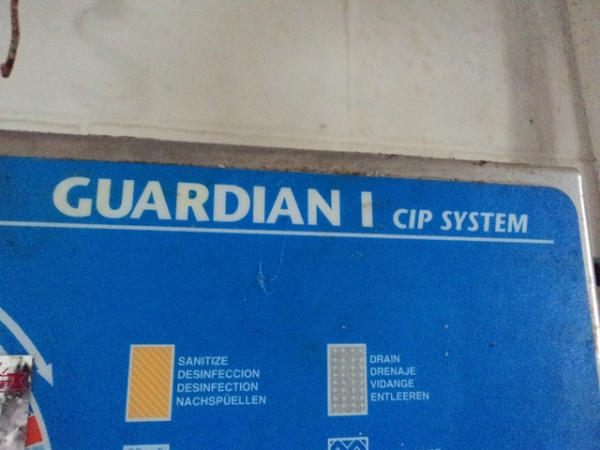 GUARDIAN I CIP SYSTEM
SANITIZE
DESINFECCION
DESINFECTION
NACHSPÜELLEN
DRAIN
DRENAJE
VIDANGE
ENTLEEREN